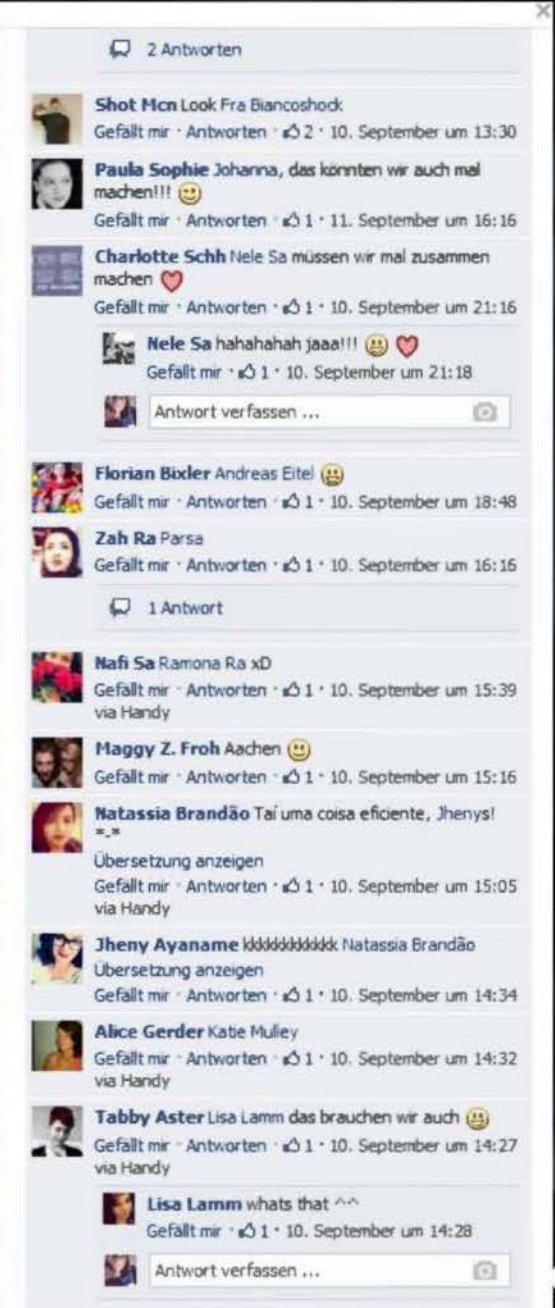 2 Antworten
Shot Mcn Look Fra Biancoshock
Gefällt mir · Antworten · 2 · 10. September um 13:30
Paula Sophie Johanna, das könnten wir auch mal
machen!!!
Gefällt mir · Antworten · 1 · 11. September um 16:16
Charlotte Schh Nele Sa müssen wir mal zusammen
machen
Gefällt mir · Antworten · 1 · 10. September um 21:16
Nele Sa hahahahah jaaa!!!
Gefällt mir · 1 · 10. September um 21:18
Antwort verfassen ...
Florian Bixler Andreas Eitel
Gefällt mir · Antworten · 1 · 10. September um 18:48
Zah Ra Parsa
Gefällt mir · Antworten · 1 · 10. September um 16:16
1 Antwort
Nafi Sa Ramona Ra xD
Gefällt mir · Antworten · 1 · 10. September um 15:39
via Handy
Maggy Z. Froh Aachen
Gefällt mir · Antworten · 1 · 10. September um 15:16
Natassia Brandão Taí uma coisa eficiente, Jhenys!
*_*
Übersetzung anzeigen
Gefällt mir · Antworten · 1 · 10. September um 15:05
via Handy
Jheny Ayaname kkkkkkkkkkkk Natassia Brandão
Übersetzung anzeigen
Gefällt mir · Antworten · 1 · 10. September um 14:34
Alice Gerder Katie Mulley
Gefällt mir · Antworten · 1 · 10. September um 14:32
via Handy
Tabby Aster Lisa Lamm das brauchen wir auch
Gefällt mir · Antworten · 1 · 10. September um 14:27
via Handy
Lisa Lamm whats that ^^
Gefällt mir · 1 · 10. September um 14:28
Antwort verfassen ...